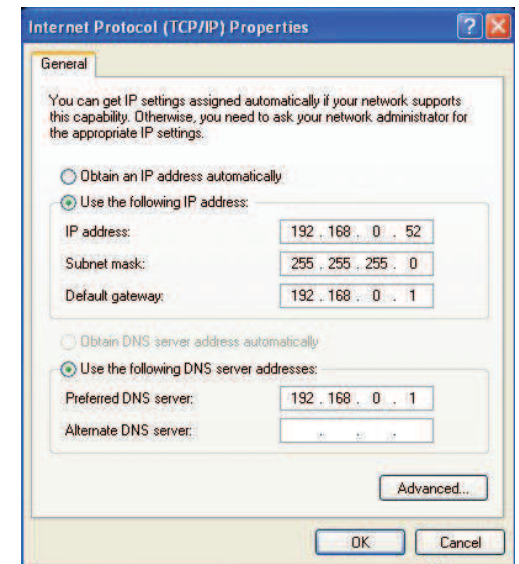 Internet Protocol (TCP/IP) Properties
General
You can get IP settings assigned automatically if your network supports
this capability. Otherwise, you need to ask your network administrator for
the appropriate IP settings.
Obtain an IP address automatically
Use the following IP address:
IP address: 192 . 168 . 0 . 52
Subnet mask: 255 . 255 . 255 . 0
Default gateway: 192 . 168 . 0 . 1
Obtain DNS server address automatically
Use the following DNS server addresses:
Preferred DNS server: 192 . 168 . 0 . 1
Alternate DNS server: . . .
Advanced...
OK Cancel